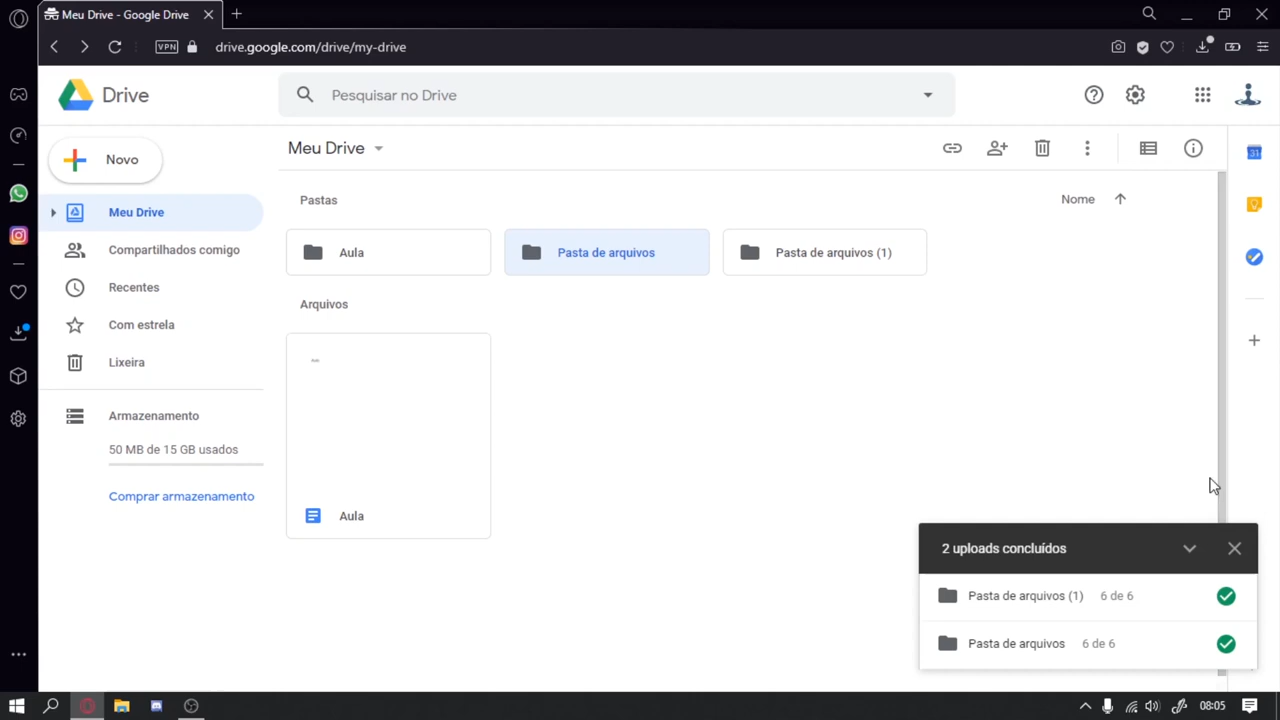 Meu Drive - Google Drive
VPN
drive.google.com/drive/my-drive
Drive
Pesquisar no Drive
Novo
Meu Drive
Pastas
Nome
Meu Drive
Compartilhados comigo
Recentes
Com estrela
Lixeira
Armazenamento
50 MB de 15 GB usados
Comprar armazenamento
Aula
Pasta de arquivos
Pasta de arquivos (1)
Arquivos
Aula
31
2 uploads concluídos
Pasta de arquivos (1) 6 de 6
Pasta de arquivos 6 de 6
08:05